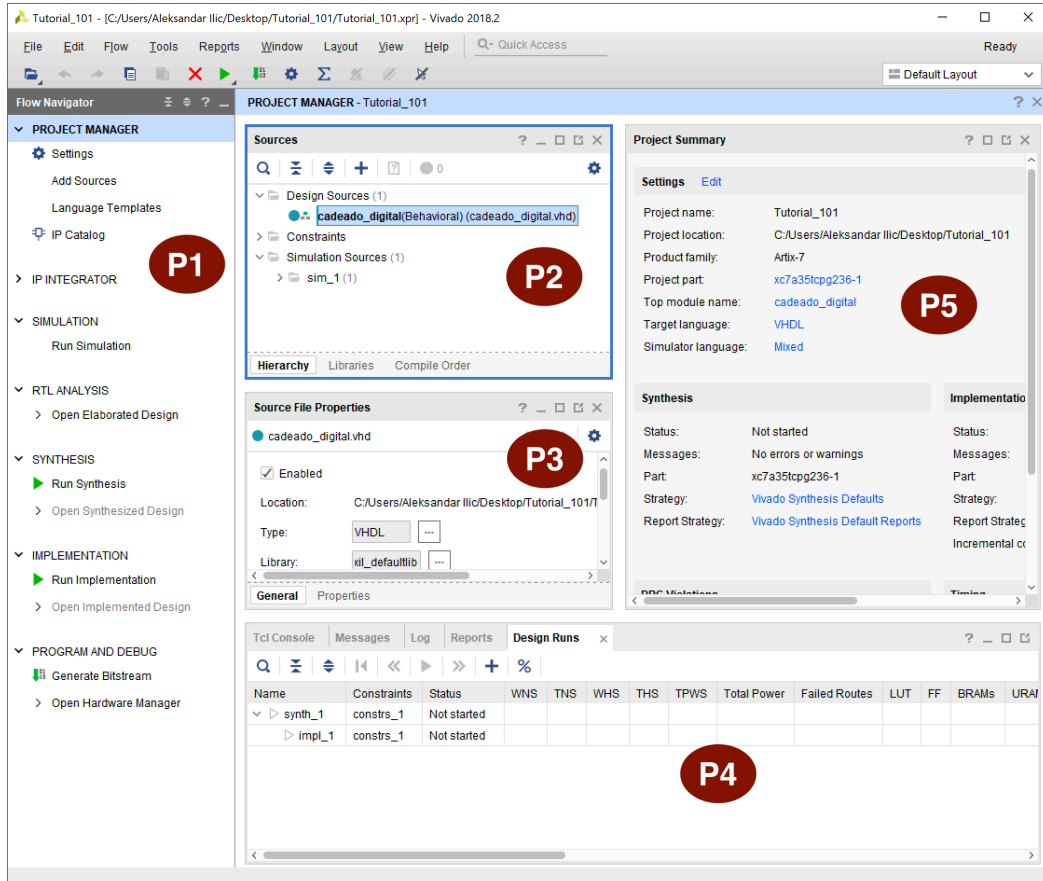 Tutorial_101 - [C:/Users/Aleksandar Ilic/Desktop/Tutorial_101/Tutorial_101.xpr] - Vivado 2018.2
File Edit Flow Tools Reports Window Layout View Help Quick Access Ready
Default Layout
Flow Navigator
PROJECT MANAGER
Settings
Add Sources
Language Templates
IP Catalog
P1
IP INTEGRATOR
SIMULATION
Run Simulation
RTL ANALYSIS
Open Elaborated Design
SYNTHESIS
Run Synthesis
Open Synthesized Design
IMPLEMENTATION
Run Implementation
Open Implemented Design
PROGRAM AND DEBUG
Generate Bitstream
Open Hardware Manager
PROJECT MANAGER - Tutorial_101
Sources
0
Design Sources (1)
cadeado_digital(Behavioral) (cadeado_digital.vhd)
Constraints
Simulation Sources (1)
sim_1 (1)
P2
Hierarchy Libraries Compile Order
Source File Properties
cadeado_digital.vhd
P3
Enabled
Location: C:/Users/Aleksandar Ilic/Desktop/Tutorial_101/T
Type: VHDL
Library: xil_defaultlib
General Properties
Project Summary
Settings Edit
Project name: Tutorial_101
Project location: C:/Users/Aleksandar Ilic/Desktop/Tutorial_101
Product family: Artix-7
Project part: xc7a35tcpg236-1
Top module name: cadeado_digital
Target language: VHDL
Simulator language: Mixed
P5
Synthesis Implementatio
Status: Not started Status:
Messages: No errors or warnings Messages:
Part: xc7a35tcpg236-1 Part:
Strategy: Vivado Synthesis Defaults Strategy:
Report Strategy: Vivado Synthesis Default Reports Report Strateg
Incremental co
DRC Violations Timing
Tcl Console Messages Log Reports Design Runs
Name Constraints Status WNS TNS WHS THS TPWS Total Power Failed Routes LUT FF BRAMs URAM
synth_1 constrs_1 Not started
impl_1 constrs_1 Not started
P4